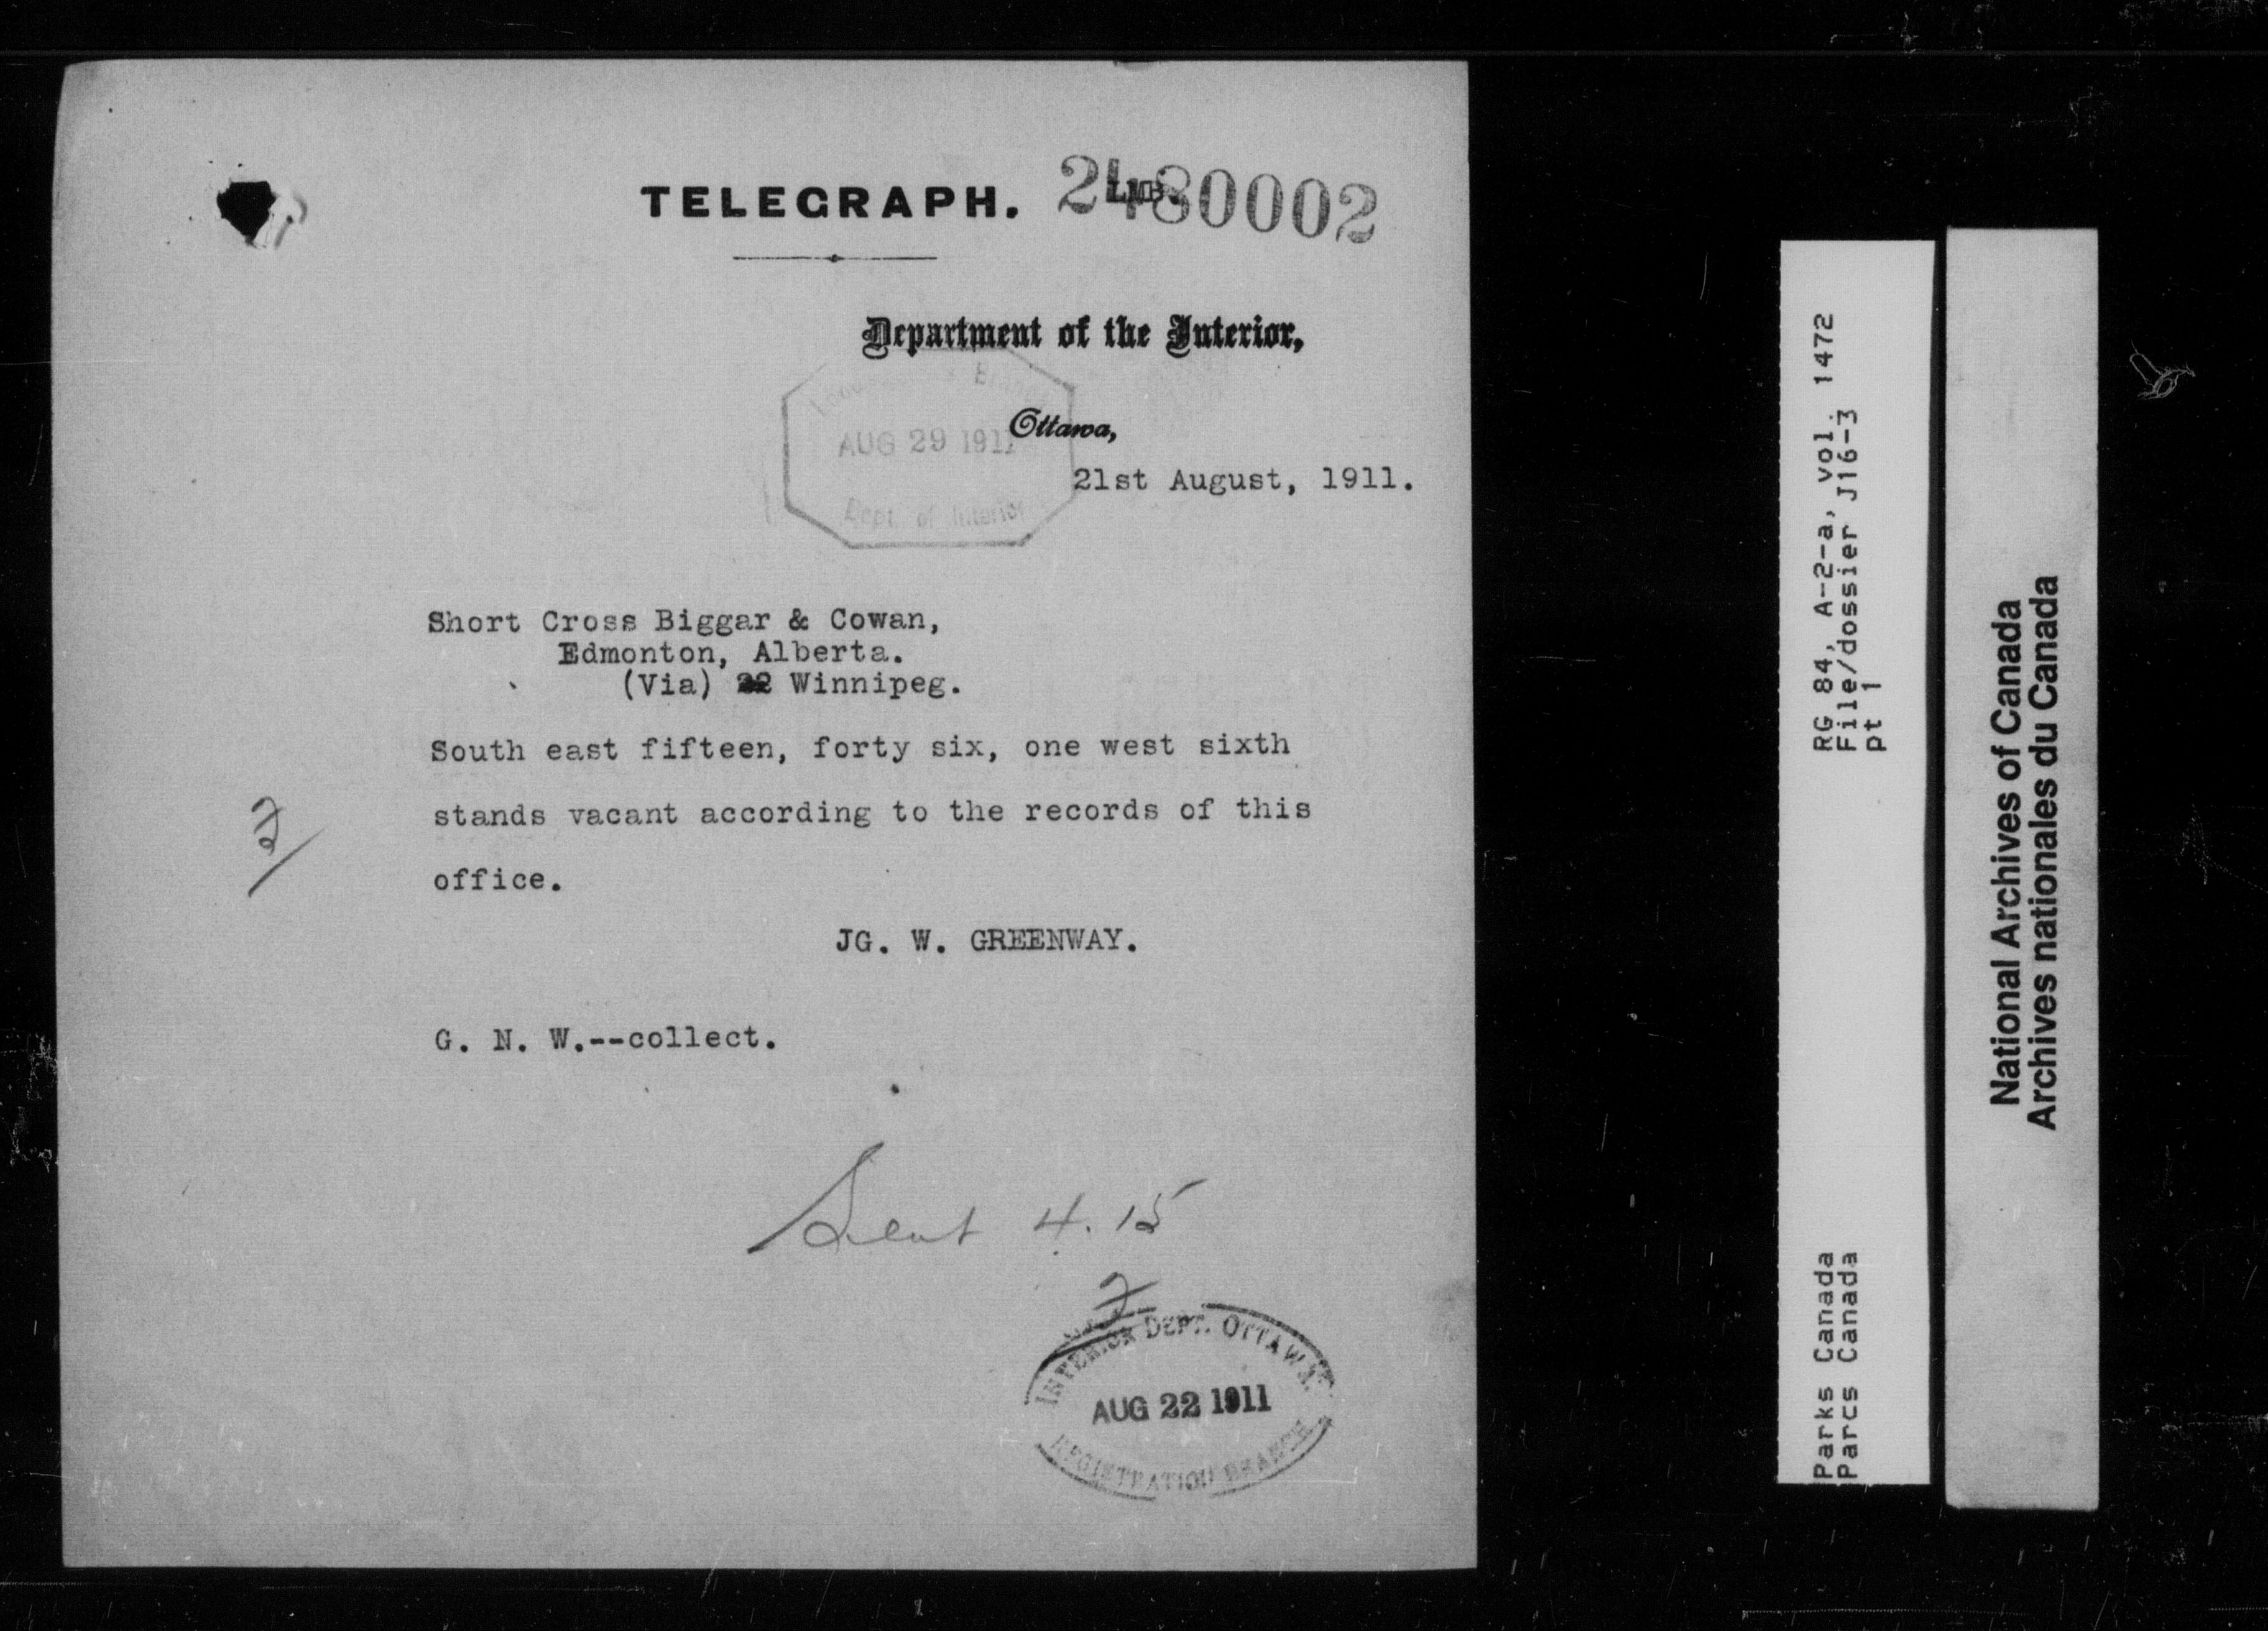 TELEGRAPH. 2480002
Department of the Interior,
Ottawa,
AUG 29 1911
Dept. of Interior
21st August, 1911.
Short Cross Biggar & Cowan,
Edmonton, Alberta.
(Via) Winnipeg.
South east fifteen, forty six, one west sixth
stands vacant according to the records of this
office.
JG. W. GREENWAY.
G. N. W.--collect.
Sent 4.15
INTERIOR DEPT. OTTAWA.
AUG 22 1911
REGISTRATION BRANCH
RG 84, A-2-a, vol. 1472
File/dossier J16-3
pt 1
Parks Canada
Parcs Canada
National Archives of Canada
Archives nationales du Canada